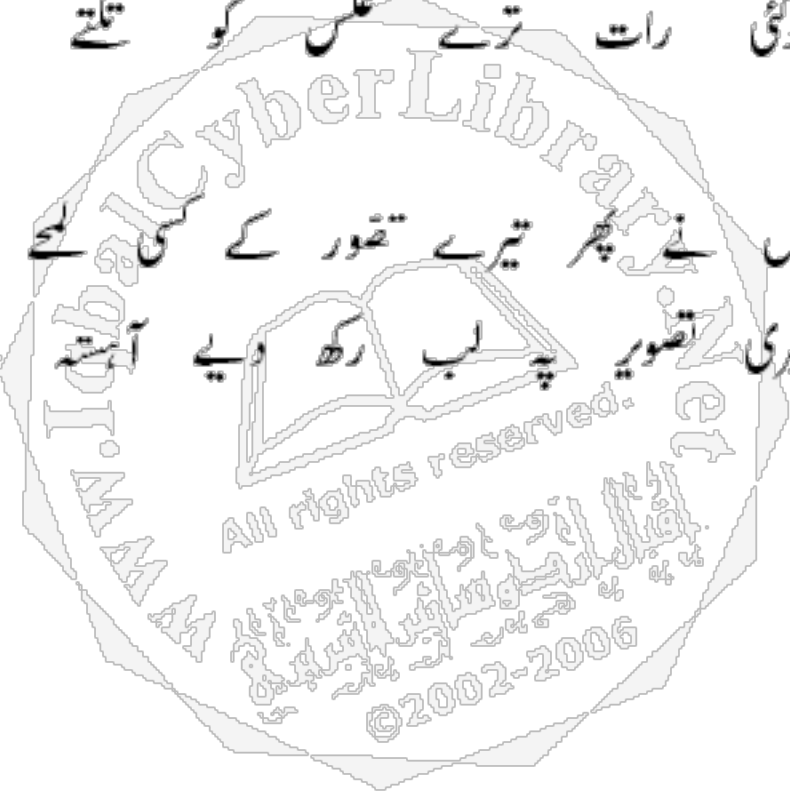 رات ترے عکس کو تکتے
نے پھر تیرے تصور کے کسی لمحے
تصویر پہ لب رکھ دیے آہستہ
www.IqbalCyberLibrary.Net
All rights reserved.
©2002-2006